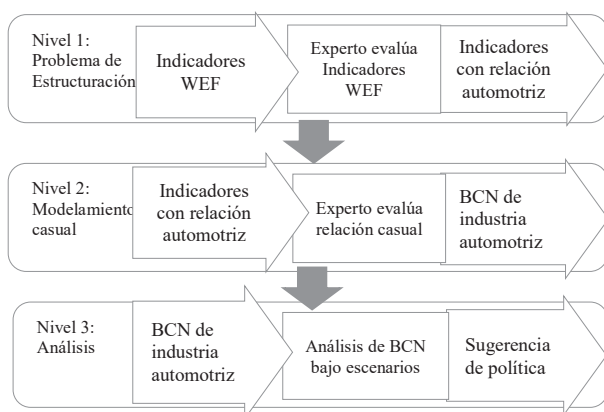 Nivel 1:
Problema de
Estructuración
Indicadores
WEF
Experto evalúa
Indicadores
WEF
Indicadores
con relación
automotriz
Nivel 2:
Modelamiento
casual
Indicadores
con relación
automotriz
Experto evalúa
relación casual
BCN de
industria
automotriz
Nivel 3:
Análisis
BCN de
industria
automotriz
Análisis de BCN
bajo escenarios
Sugerencia
de política